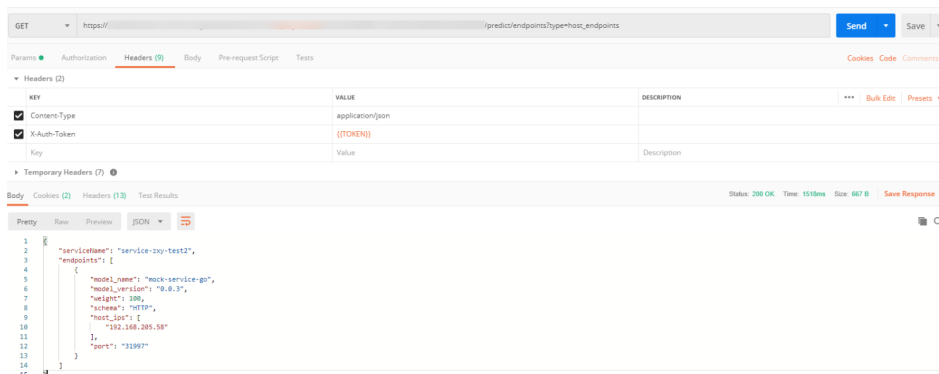 GET https:// /predict/endpoints?type=host_endpoints Send Save
Params Authorization Headers (9) Body Pre-request Script Tests Cookies Code Comments
Headers (2)
KEY VALUE DESCRIPTION ••• Bulk Edit Presets
Content-Type application/json
X-Auth-Token {{TOKEN}}
Key Value Description
Temporary Headers (7)
Body Cookies (2) Headers (13) Test Results Status: 200 OK Time: 1518ms Size: 667 B Save Response
Pretty Raw Preview JSON
1 {
2 "serviceName": "service-zxy-test2",
3 "endpoints": [
4 {
5 "model_name": "mock-service-go",
6 "model_version": "0.0.3",
7 "weight": 100,
8 "schema": "HTTP",
9 "host_ips": [
10 "192.168.205.58"
11 ],
12 "port": "31997"
13 }
14 ]